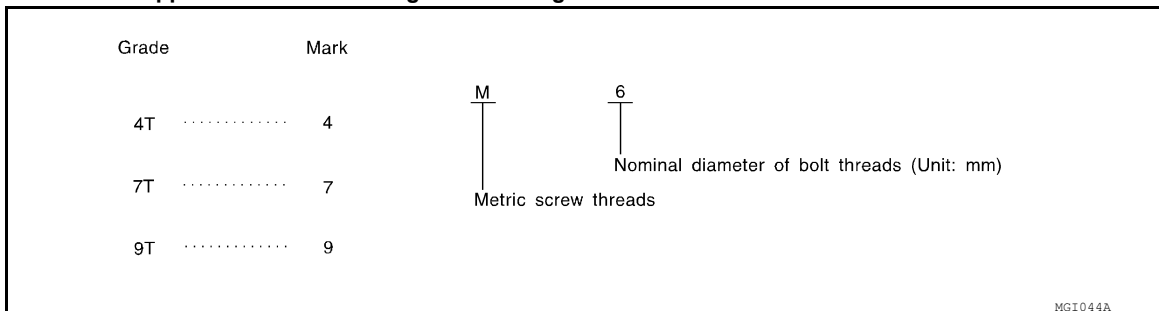 Grade Mark
M 6
4T ............. 4
Nominal diameter of bolt threads (Unit: mm)
7T ............. 7
Metric screw threads
9T ............. 9
MGI044A